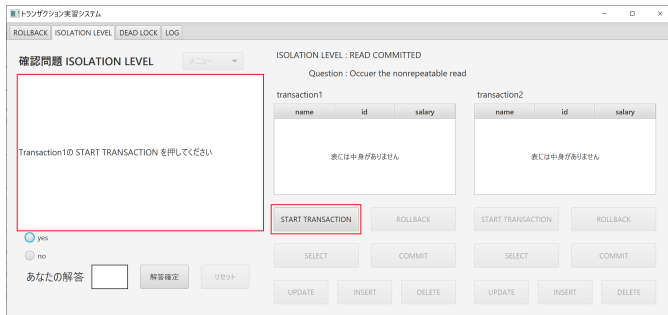 トランザクション実習システム
ROLLBACK ISOLATION LEVEL DEAD LOCK LOG
確認問題 ISOLATION LEVEL
メニュー
Transaction1の START TRANSACTION を押してください
yes
no
あなたの解答
解答確定
リセット
ISOLATION LEVEL : READ COMMITTED
Question : Occuer the nonrepeatable read
transaction1
name id salary
表には中身がありません
START TRANSACTION ROLLBACK
SELECT COMMIT
UPDATE INSERT DELETE
transaction2
name id salary
表には中身がありません
START TRANSACTION ROLLBACK
SELECT COMMIT
UPDATE INSERT DELETE